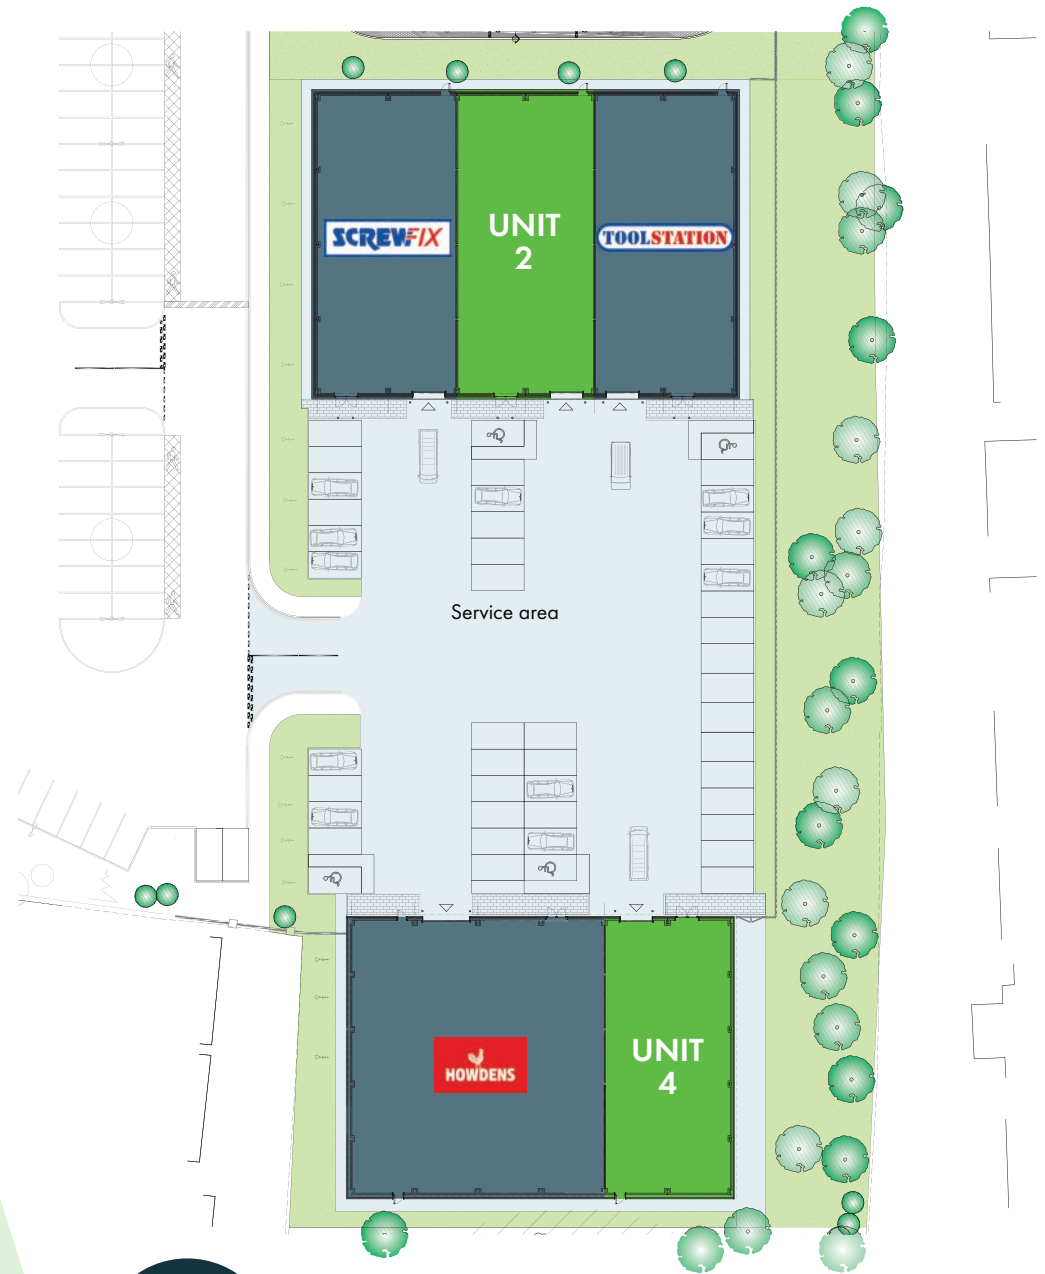 SCREWFIX
UNIT
2
TOOLSTATION
Service area
HOWDENS
UNIT
4